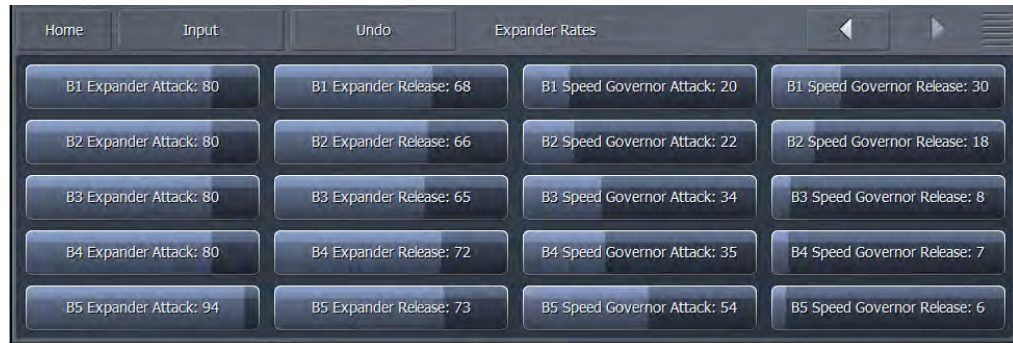 Home Input Undo Expander Rates
B1 Expander Attack: 80 B1 Expander Release: 68 B1 Speed Governor Attack: 20 B1 Speed Governor Release: 30
B2 Expander Attack: 80 B2 Expander Release: 66 B2 Speed Governor Attack: 22 B2 Speed Governor Release: 18
B3 Expander Attack: 80 B3 Expander Release: 65 B3 Speed Governor Attack: 34 B3 Speed Governor Release: 8
B4 Expander Attack: 80 B4 Expander Release: 72 B4 Speed Governor Attack: 35 B4 Speed Governor Release: 7
B5 Expander Attack: 94 B5 Expander Release: 73 B5 Speed Governor Attack: 54 B5 Speed Governor Release: 6